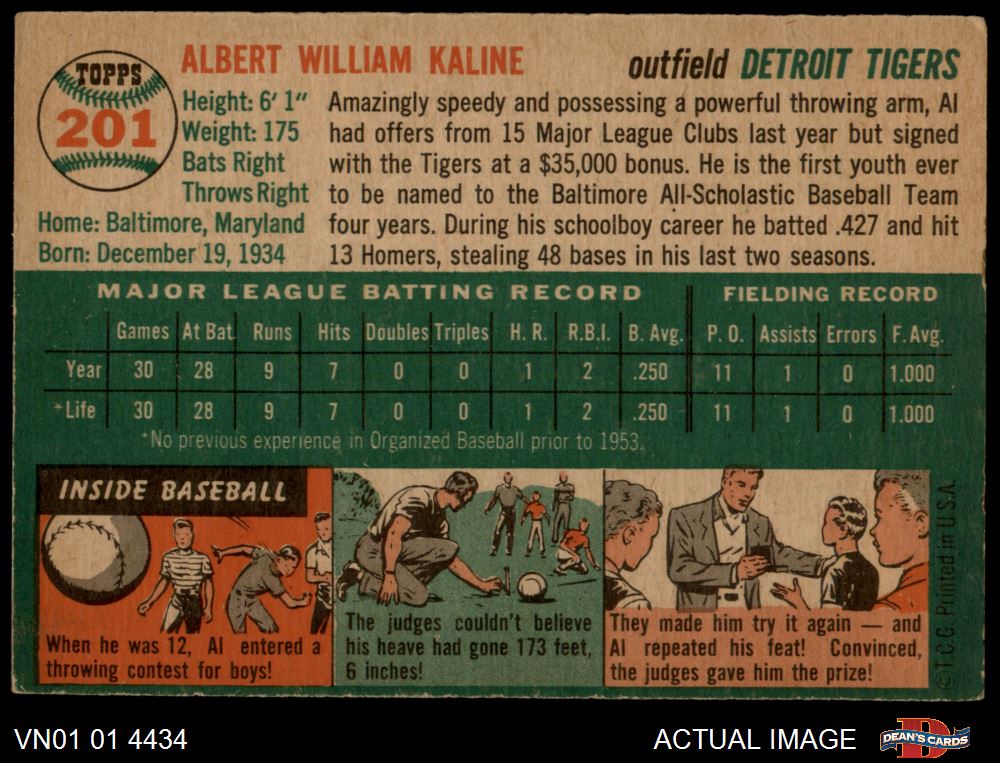 TOPPS
201
ALBERT WILLIAM KALINE
outfield DETROIT TIGERS
Height: 6' 1"
Weight: 175
Bats Right
Throws Right
Home: Baltimore, Maryland
Born: December 19, 1934
Amazingly speedy and possessing a powerful throwing arm, Al
had offers from 15 Major League Clubs last year but signed
with the Tigers at a $35,000 bonus. He is the first youth ever
to be named to the Baltimore All-Scholastic Baseball Team
four years. During his schoolboy career he batted .427 and hit
13 Homers, stealing 48 bases in his last two seasons.
MAJOR LEAGUE BATTING RECORD FIELDING RECORD
Games At Bat Runs Hits Doubles Triples H. R. R.B.I. B. Avg. P. O. Assists Errors F. Avg.
Year 30 28 9 7 0 0 1 2 .250 11 1 0 1.000
*Life 30 28 9 7 0 0 1 2 .250 11 1 0 1.000
*No previous experience in Organized Baseball prior to 1953.
INSIDE BASEBALL
When he was 12, Al entered a
throwing contest for boys!
The judges couldn't believe
his heave had gone 173 feet,
6 inches!
They made him try it again — and
Al repeated his feat! Convinced,
the judges gave him the prize!
© T.C.G. Printed in U.S.A.
VN01 01 4434
ACTUAL IMAGE
D
DEAN'S CARDS